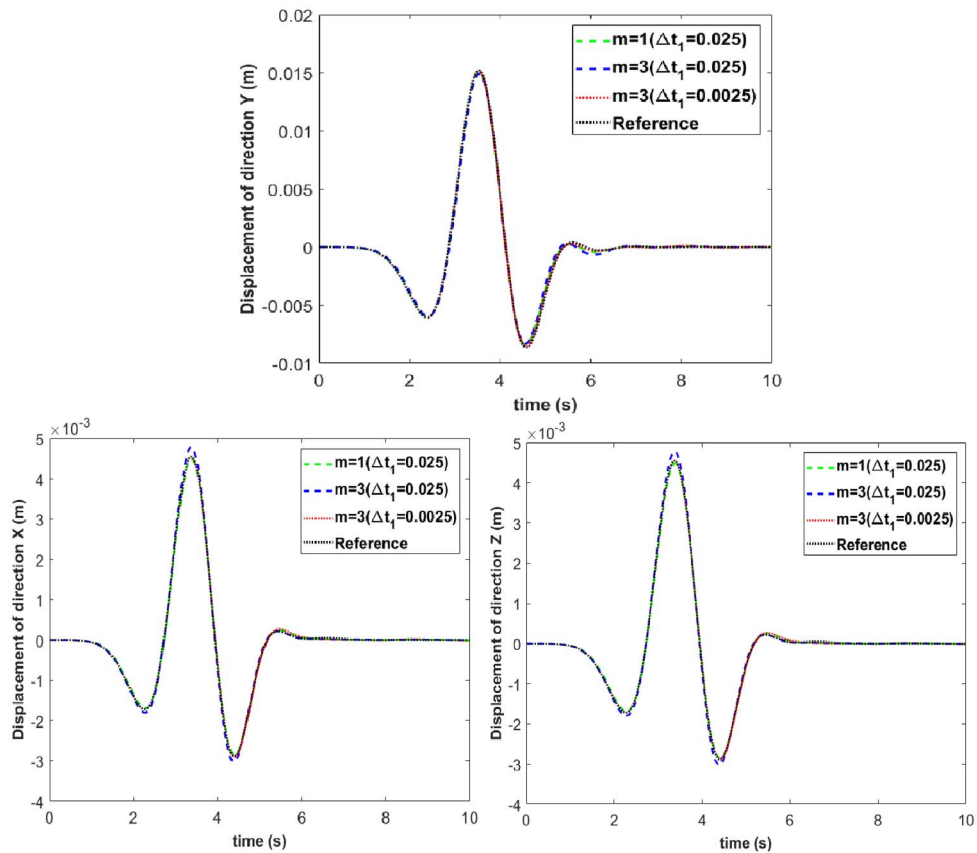 Displacement of direction Y (m)
0.02
0.015
0.01
0.005
0
-0.005
-0.01
m=1(Δt1=0.025)
m=3(Δt1=0.025)
m=3(Δt1=0.0025)
Reference
0 2 4 6 8 10
time (s)
Displacement of direction X (m)
×10-3
5
4
3
2
1
0
-1
-2
-3
-4
m=1(Δt1=0.025)
m=3(Δt1=0.025)
m=3(Δt1=0.0025)
Reference
0 2 4 6 8 10
time (s)
Displacement of direction Z (m)
×10-3
5
4
3
2
1
0
-1
-2
-3
-4
m=1(Δt1=0.025)
m=3(Δt1=0.025)
m=3(Δt1=0.0025)
Reference
0 2 4 6 8 10
time (s)